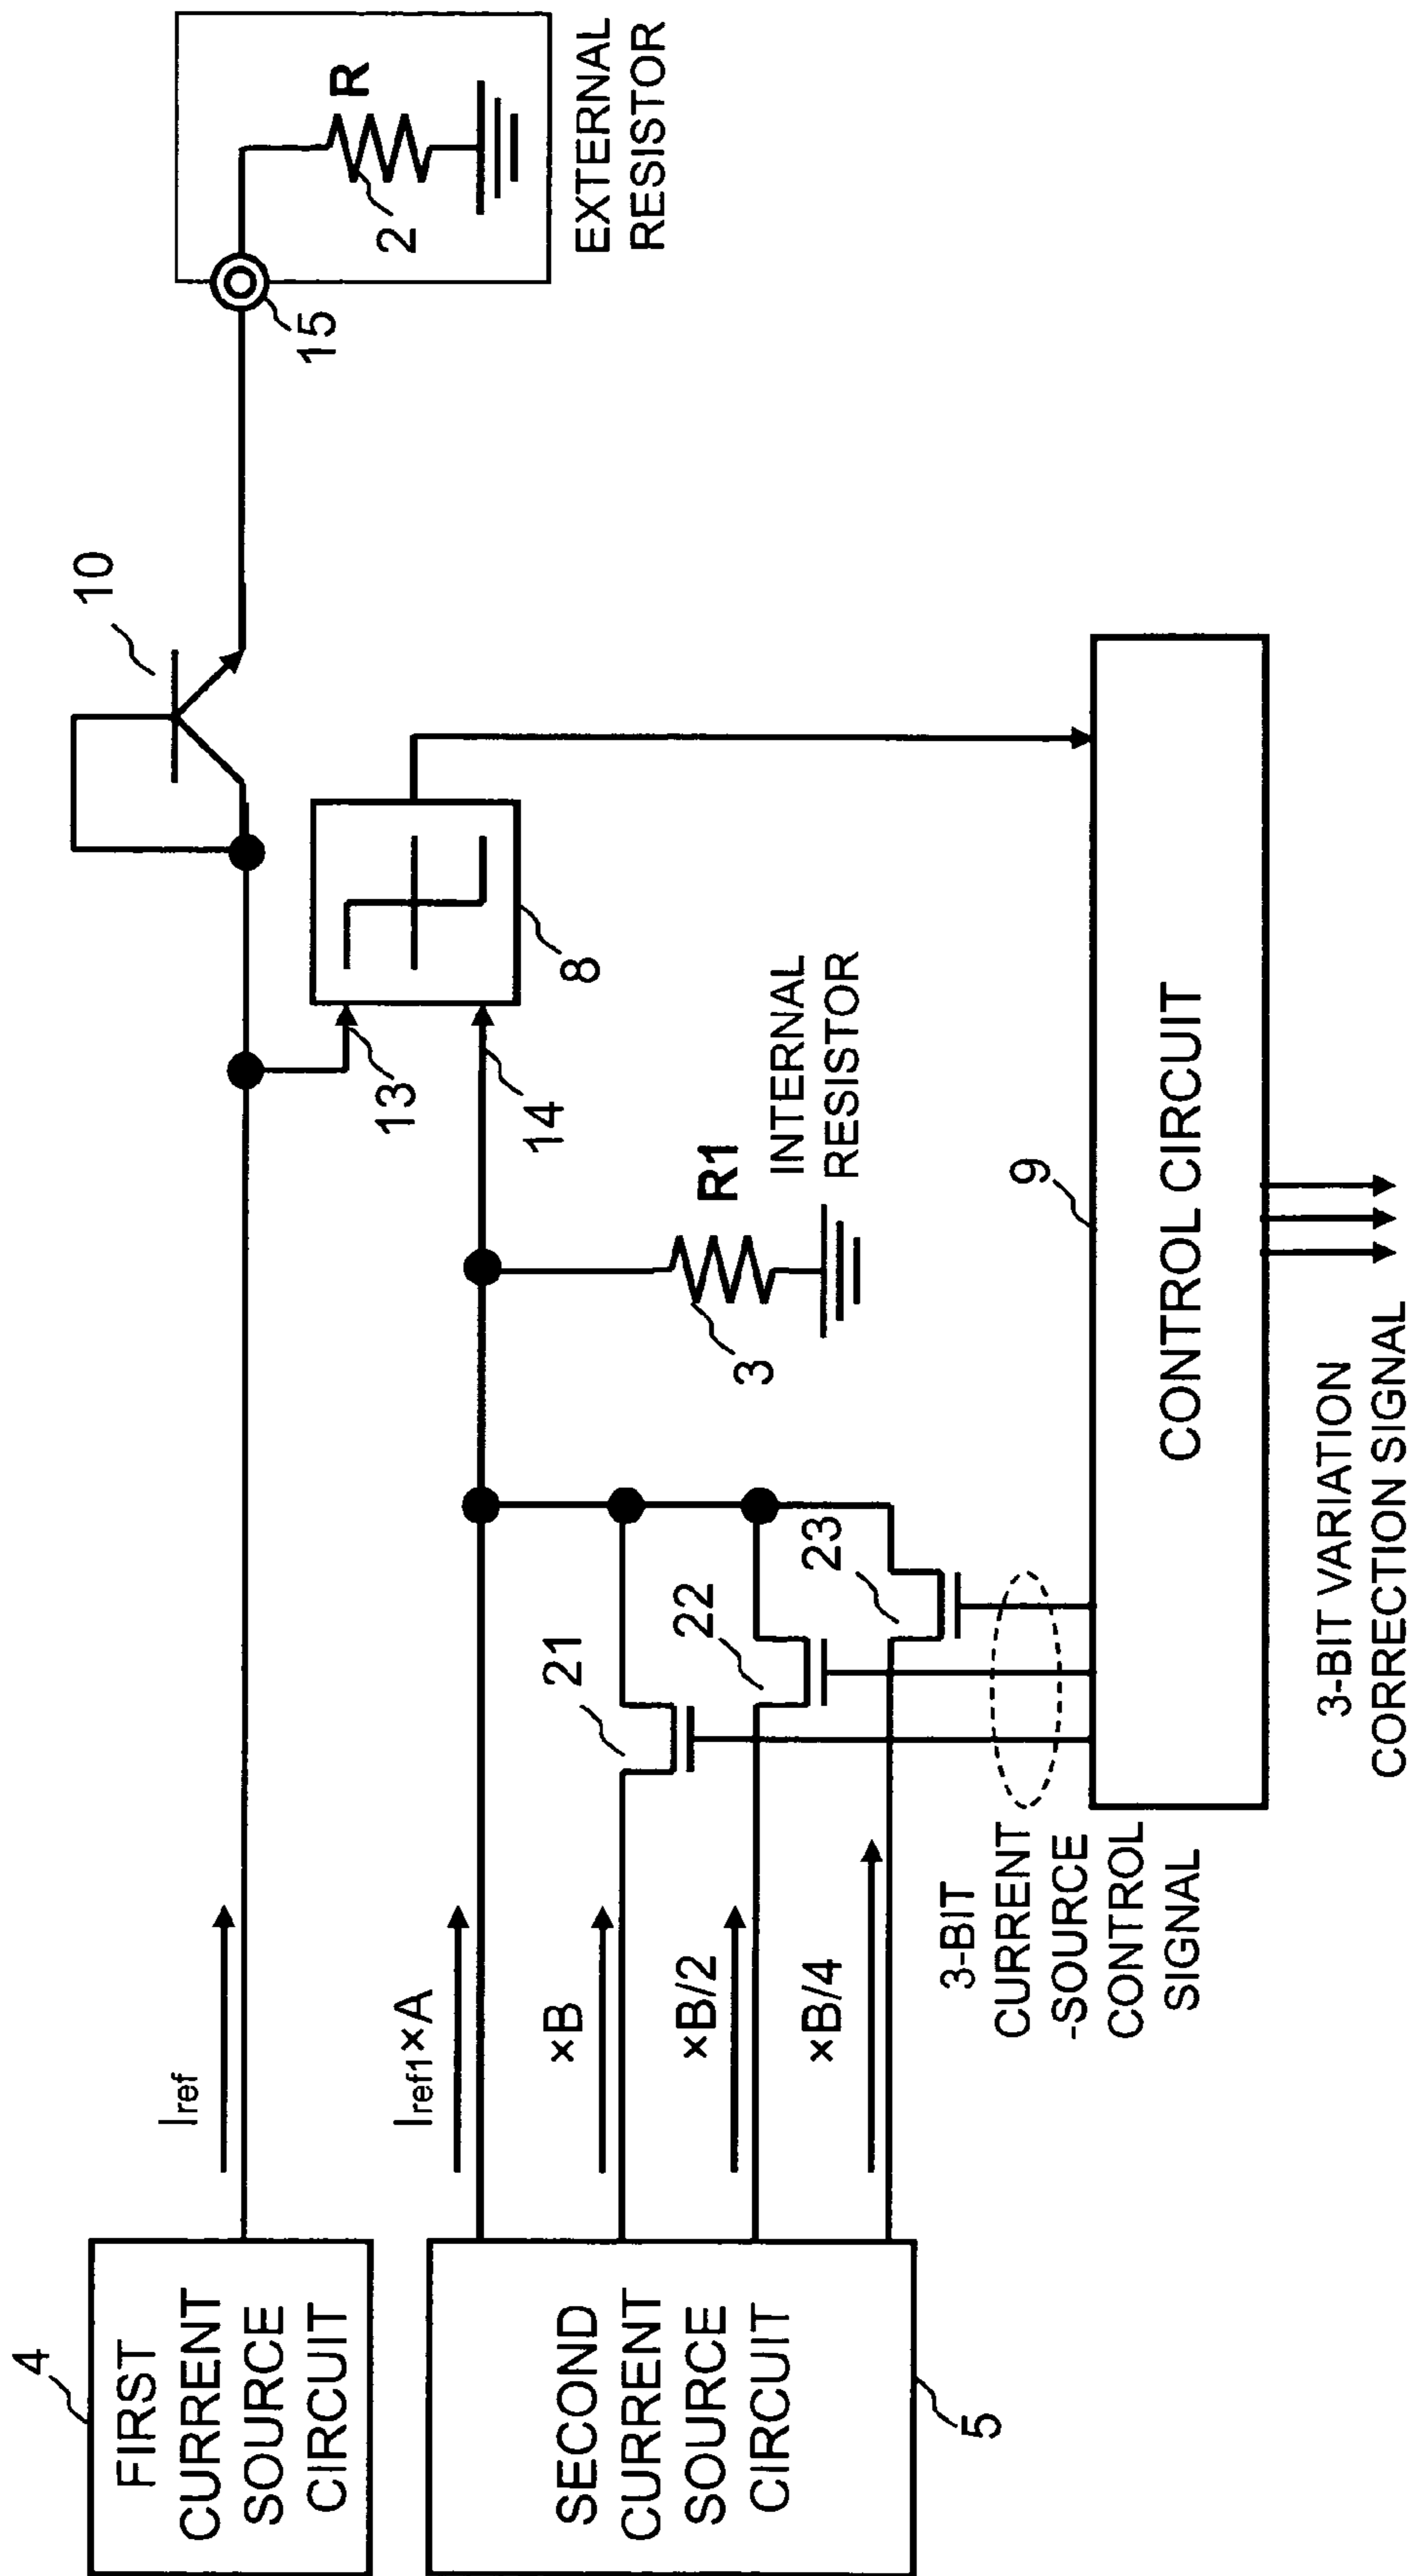 4
FIRST
CURRENT
SOURCE
CIRCUIT
Iref
10
15
2
R
EXTERNAL
RESISTOR
SECOND
CURRENT
SOURCE
CIRCUIT
5
Iref1×A
×B
×B/2
×B/4
21
22
23
13
14
8
R1
3
INTERNAL
RESISTOR
3-BIT
CURRENT
-SOURCE
CONTROL
SIGNAL
9
CONTROL CIRCUIT
3-BIT VARIATION
CORRECTION SIGNAL